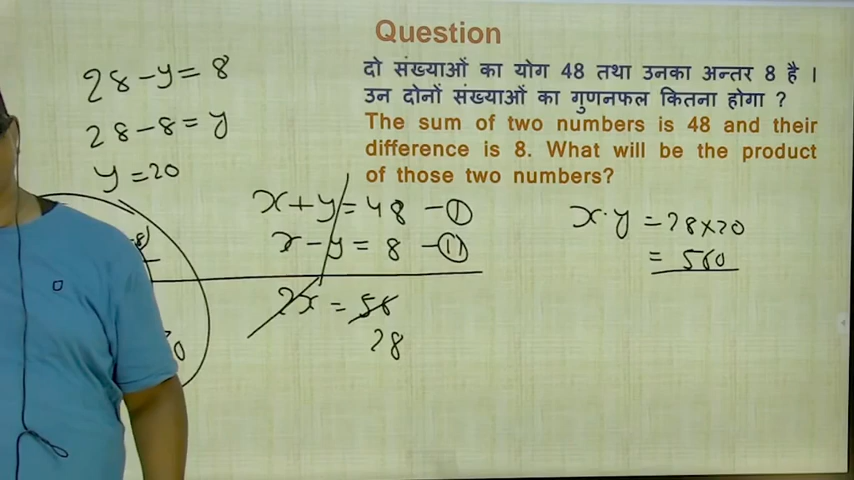 Question
दो संख्याओं का योग 48 तथा उनका अन्तर 8 है ।
उन दोनों संख्याओं का गुणनफल कितना होगा ?
The sum of two numbers is 48 and their
difference is 8. What will be the product
of those two numbers?
28-y=8
28-8=y
y=20
x+y=48-①
x-y=8-⑪
2x=56
28
x·y=28×20
=560